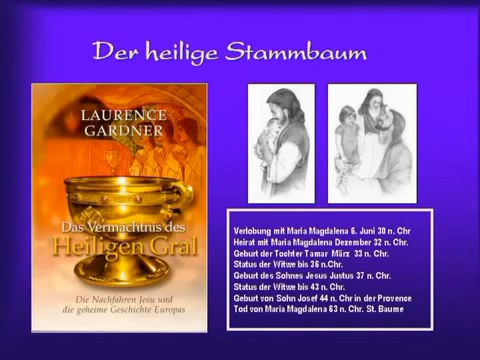 Der heilige Stammbaum
LAURENCE
GARDNER
Das Vermächtnis des
Heiligen Gral
Die Nachfahren Jesu und
die geheime Geschichte Europas
Verlobung mit Maria Magdalena 6. Juni 30 n. Chr
Heirat mit Maria Magdalena Dezember 32 n. Chr.
Geburt der Tochter Tamar März 33 n. Chr.
Status der Witwe bis 36 n.Chr.
Geburt des Sohnes Jesus Justus 37 n. Chr.
Status der Witwe bis 43 n. Chr.
Geburt von Sohn Josef 44 n. Chr in der Provence
Tod von Maria Magdalena 63 n. Chr. St. Baume